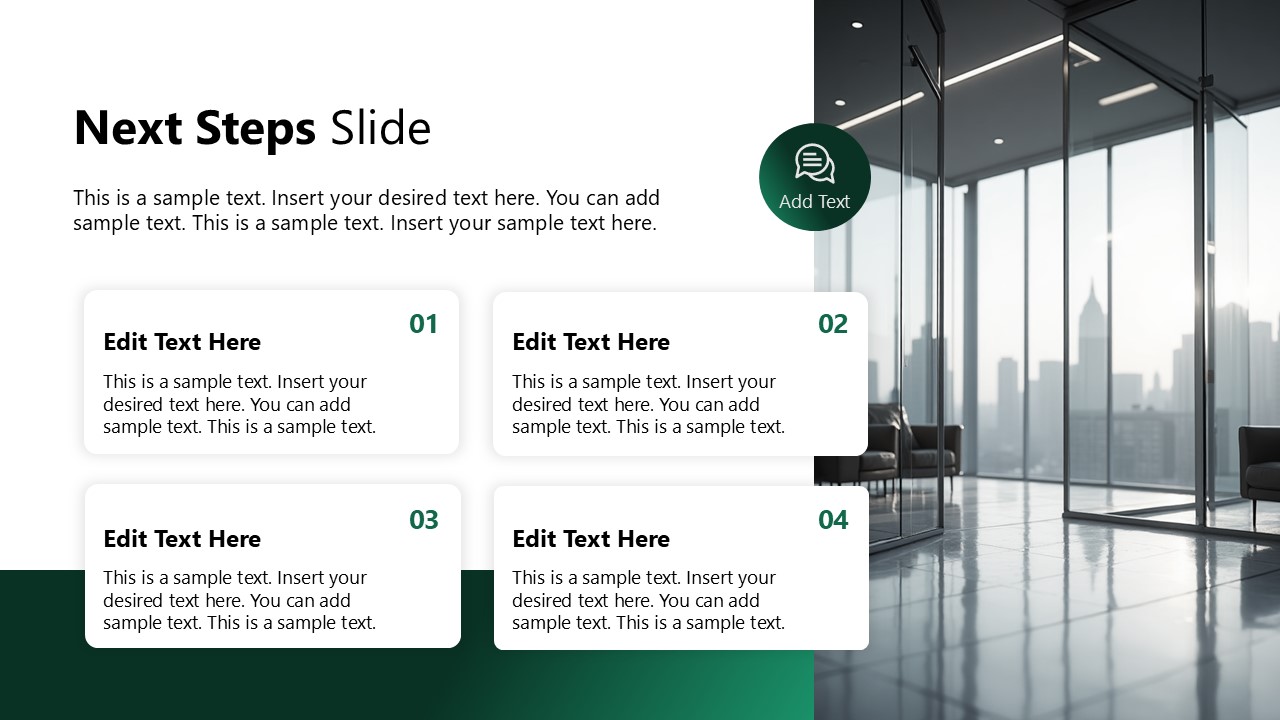 Next Steps Slide
This is a sample text. Insert your desired text here. You can add
sample text. This is a sample text. Insert your sample text here.
Add Text
01
Edit Text Here
This is a sample text. Insert your
desired text here. You can add
sample text. This is a sample text.
02
Edit Text Here
This is a sample text. Insert your
desired text here. You can add
sample text. This is a sample text.
03
Edit Text Here
This is a sample text. Insert your
desired text here. You can add
sample text. This is a sample text.
04
Edit Text Here
This is a sample text. Insert your
desired text here. You can add
sample text. This is a sample text.